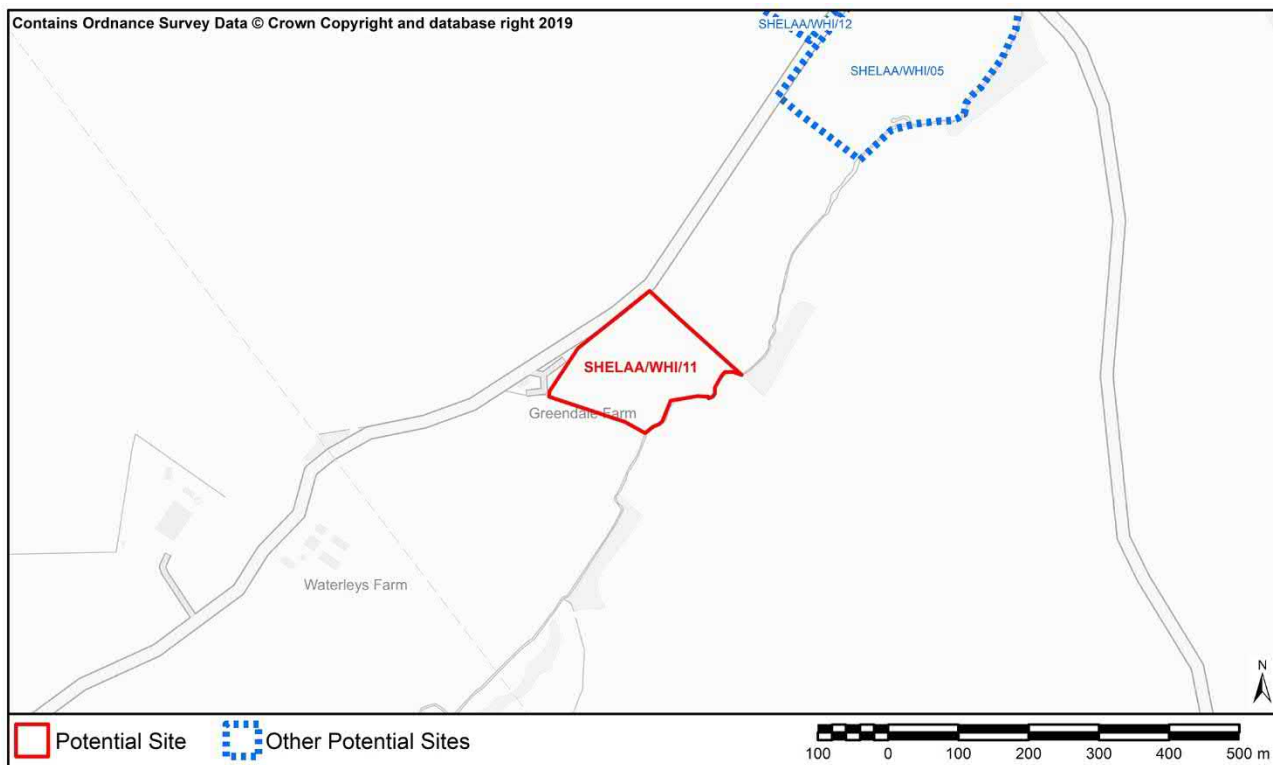 Contains Ordnance Survey Data © Crown Copyright and database right 2019
SHELAA/WHI/12
SHELAA/WHI/05
SHELAA/WHI/11
Greendale Farm
Waterleys Farm
N
Potential Site
Other Potential Sites
100 0 100 200 300 400 500 m